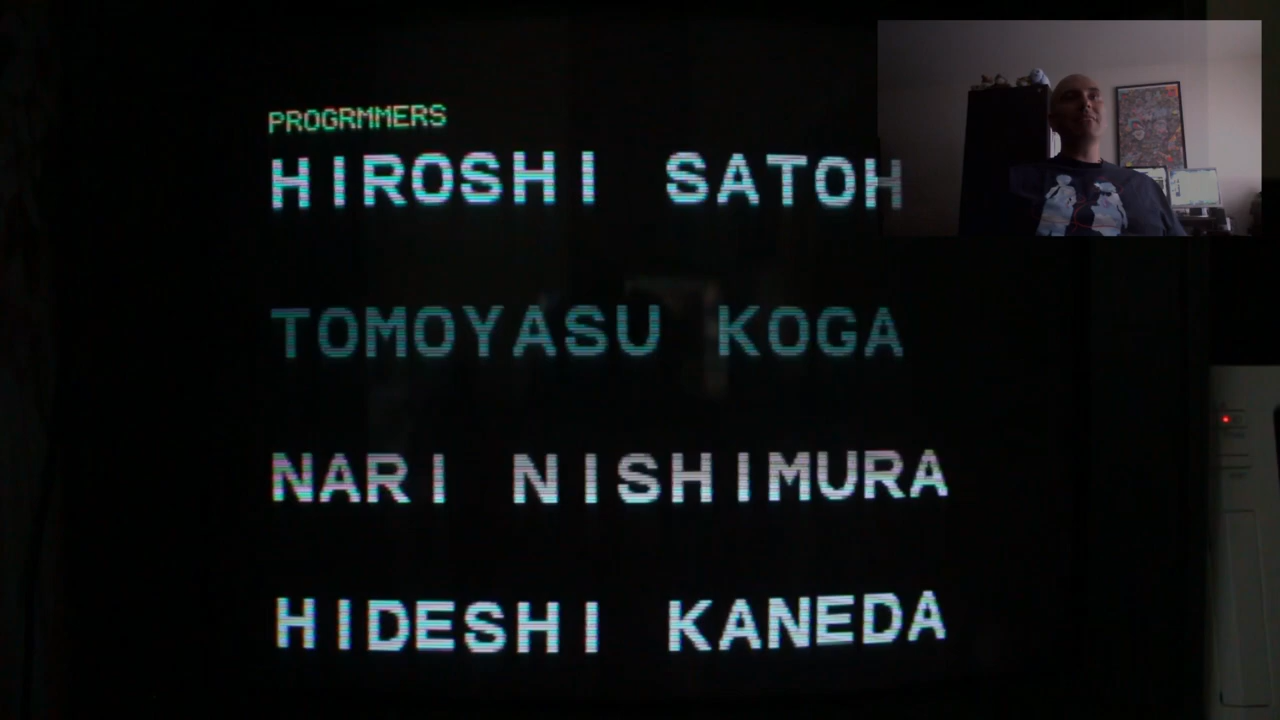 PROGRMMERS
HIROSHI SATOH
TOMOYASU KOGA
NARI NISHIMURA
HIDESHI KANEDA